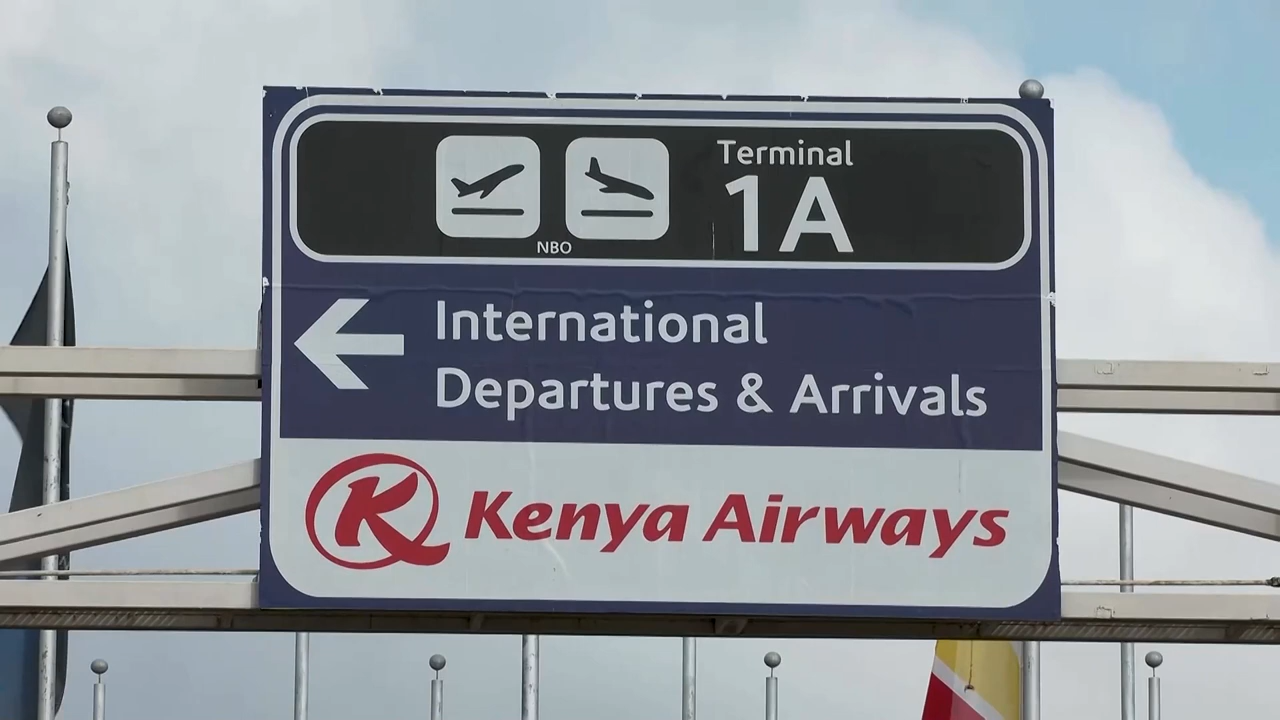 Terminal
1A
NBO
International
Departures & Arrivals
K Kenya Airways